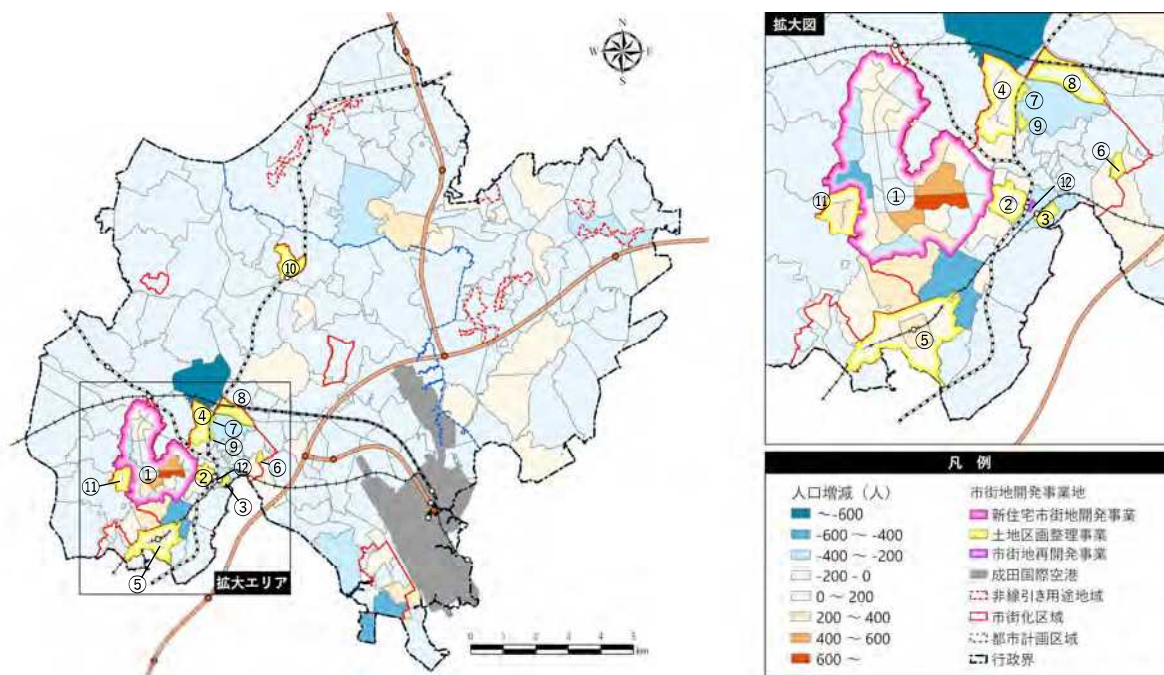 N
W E
S
⑩
⑧
④
⑦
⑨
⑥
①
②
⑫
⑪
③
⑤
拡大エリア
0 1 2 3 4 5
km
拡大図
④
⑧
⑦
⑨
⑥
⑫
①
②
⑪
③
⑤
凡 例
人口増減（人）
～-600
-600 ～ -400
-400 ～ -200
-200 - 0
0 ～ 200
200 ～ 400
400 ～ 600
600 ～
市街地開発事業地
新住宅市街地開発事業
土地区画整理事業
市街地再開発事業
成田国際空港
非線引き用途地域
市街化区域
都市計画区域
行政界